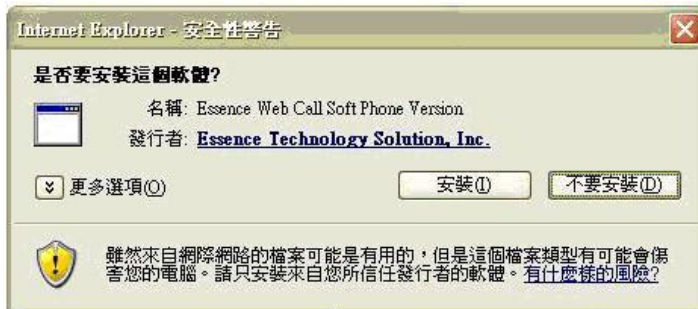 Internet Explorer - 安全性警告
是否要安裝這個軟體?
名稱: Essence Web Call Soft Phone Version
發行者: Essence Technology Solution, Inc.
更多選項(O)
安裝(I)
不要安裝(D)
雖然來自網際網路的檔案可能是有用的，但是這個檔案類型有可能會傷
害您的電腦。請只安裝來自您所信任發行者的軟體。有什麼樣的風險?